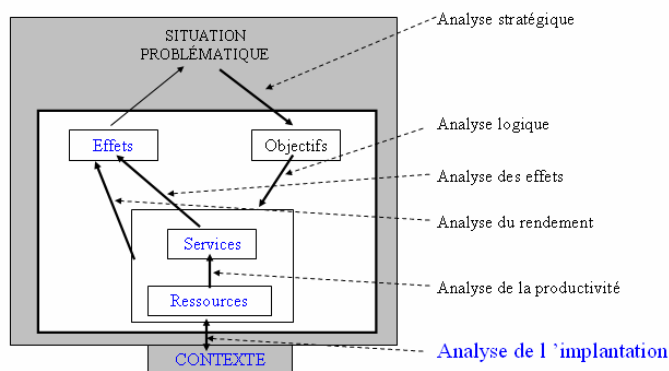 SITUATION
PROBLÉMATIQUE
Effets
Objectifs
Services
Ressources
CONTEXTE
Analyse stratégique
Analyse logique
Analyse des effets
Analyse du rendement
Analyse de la productivité
Analyse de l ’implantation